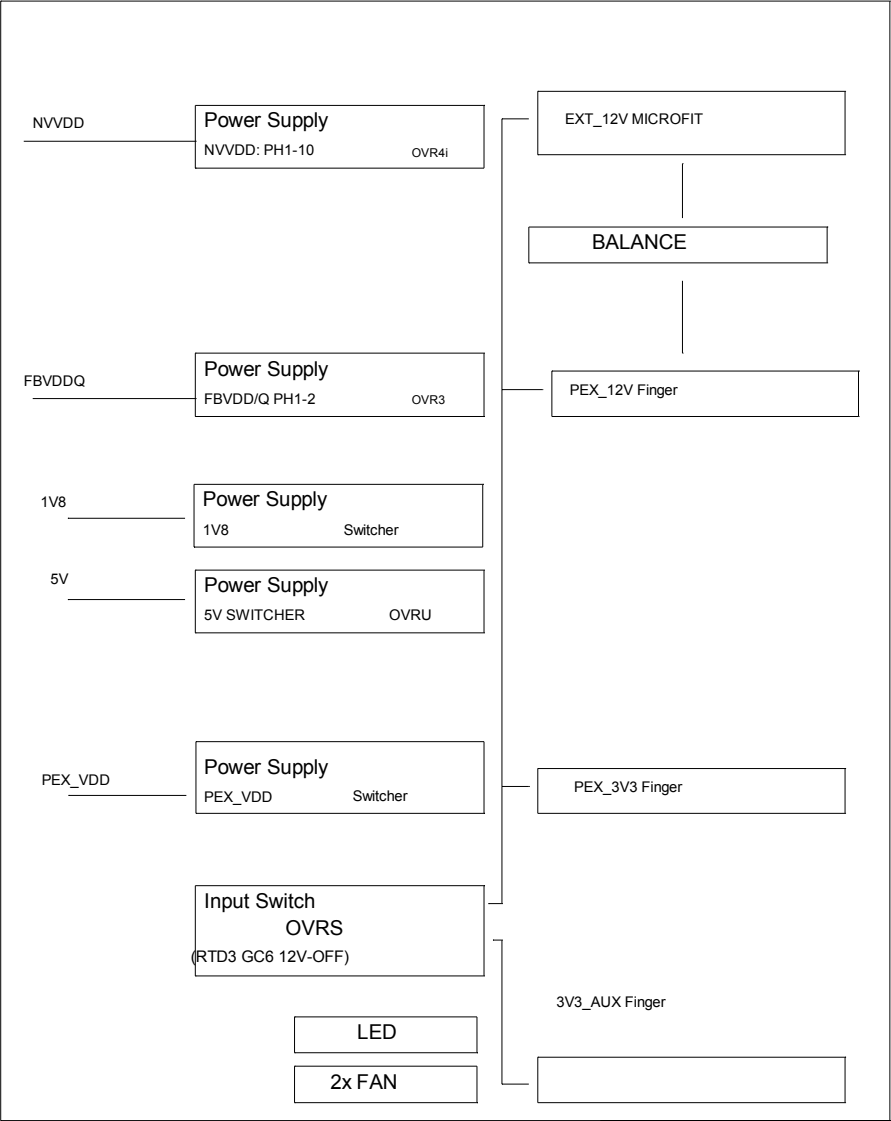 NVVDD
Power Supply
NVVDD: PH1-10 OVR4i
EXT_12V MICROFIT
BALANCE
FBVDDQ
Power Supply
FBVDD/Q PH1-2 OVR3
PEX_12V Finger
1V8
Power Supply
1V8 Switcher
5V
Power Supply
5V SWITCHER OVRU
PEX_VDD
Power Supply
PEX_VDD Switcher
PEX_3V3 Finger
Input Switch
OVRS
(RTD3 GC6 12V-OFF)
3V3_AUX Finger
LED
2x FAN